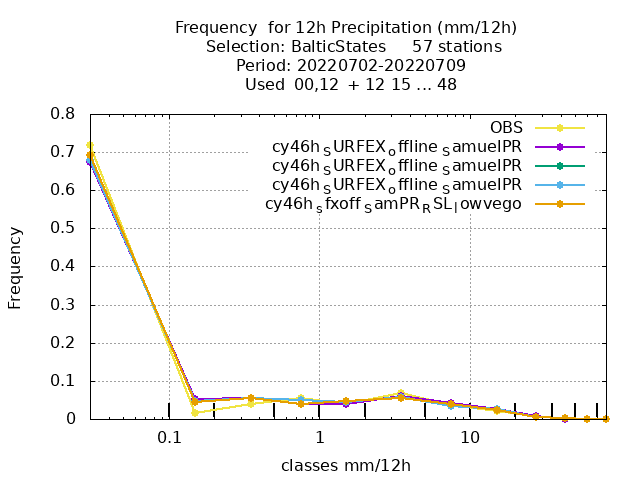 Frequency  for 12h Precipitation (mm/12h)
Selection: BalticStates     57 stations
Period: 20220702-20220709
Used  00,12  + 12 15 ... 48
OBS
cy46h_SURFEX_offline_SamuelPR
cy46h_SURFEX_offline_SamuelPR
cy46h_SURFEX_offline_SamuelPR
cy46h_sfxoff_SamPR_RSL_lowvego
0.8
0.7
0.6
0.5
0.4
0.3
0.2
0.1
0
Frequency
0.1 1 10
classes mm/12h